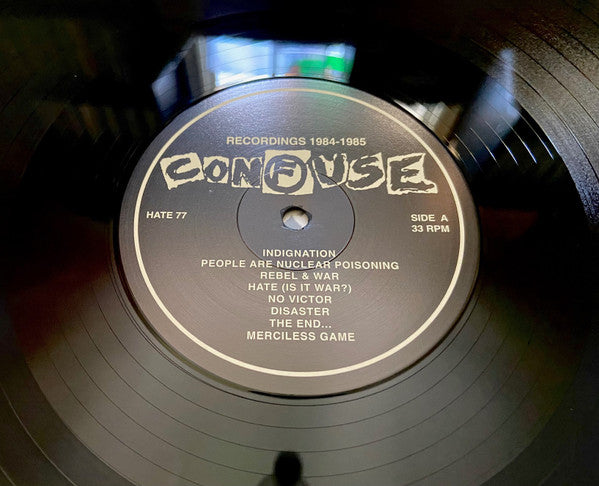 RECORDINGS 1984-1985
CONFUSE
HATE 77
SIDE A
33 RPM
INDIGNATION
PEOPLE ARE NUCLEAR POISONING
REBEL & WAR
HATE (IS IT WAR?)
NO VICTOR
DISASTER
THE END...
MERCILESS GAME